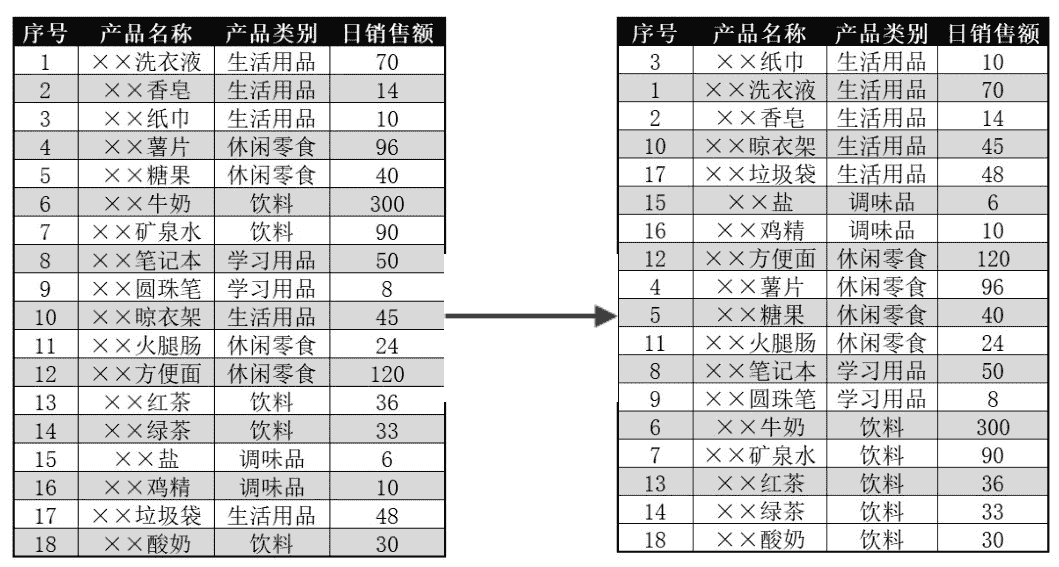 序号 产品名称 产品类别 日销售额
1 ××洗衣液 生活用品 70
2 ××香皂 生活用品 14
3 ××纸巾 生活用品 10
4 ××薯片 休闲零食 96
5 ××糖果 休闲零食 40
6 ××牛奶 饮料 300
7 ××矿泉水 饮料 90
8 ××笔记本 学习用品 50
9 ××圆珠笔 学习用品 8
10 ××晾衣架 生活用品 45
11 ××火腿肠 休闲零食 24
12 ××方便面 休闲零食 120
13 ××红茶 饮料 36
14 ××绿茶 饮料 33
15 ××盐 调味品 6
16 ××鸡精 调味品 10
17 ××垃圾袋 生活用品 48
18 ××酸奶 饮料 30
序号 产品名称 产品类别 日销售额
3 ××纸巾 生活用品 10
1 ××洗衣液 生活用品 70
2 ××香皂 生活用品 14
10 ××晾衣架 生活用品 45
17 ××垃圾袋 生活用品 48
15 ××盐 调味品 6
16 ××鸡精 调味品 10
12 ××方便面 休闲零食 120
4 ××薯片 休闲零食 96
5 ××糖果 休闲零食 40
11 ××火腿肠 休闲零食 24
8 ××笔记本 学习用品 50
9 ××圆珠笔 学习用品 8
6 ××牛奶 饮料 300
7 ××矿泉水 饮料 90
13 ××红茶 饮料 36
14 ××绿茶 饮料 33
18 ××酸奶 饮料 30